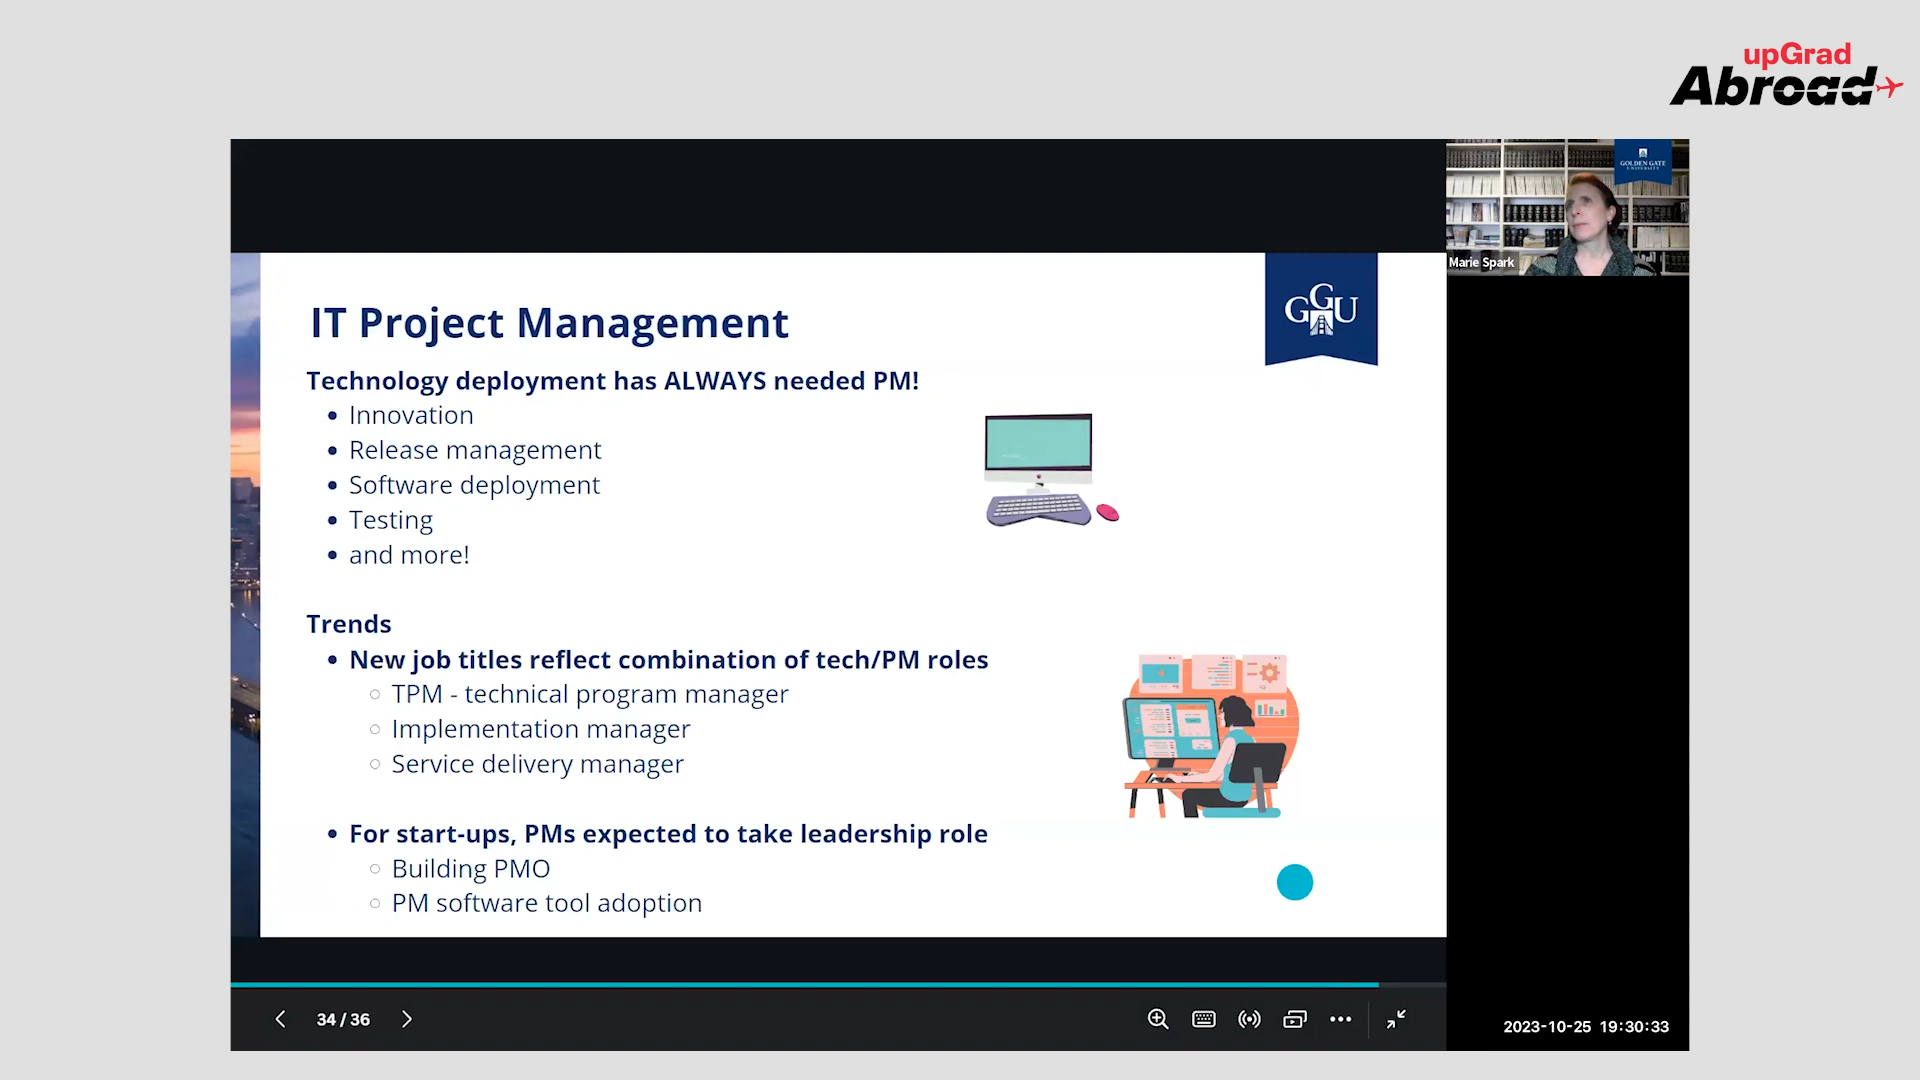 upGrad
Abroad
GOLDEN GATE
UNIVERSITY
Marie Spark
GGU
IT Project Management
Technology deployment has ALWAYS needed PM!
• Innovation
• Release management
• Software deployment
• Testing
• and more!
Trends
• New job titles reflect combination of tech/PM roles
○ TPM - technical program manager
○ Implementation manager
○ Service delivery manager
• For start-ups, PMs expected to take leadership role
○ Building PMO
○ PM software tool adoption
34 / 36
2023-10-25 19:30:33